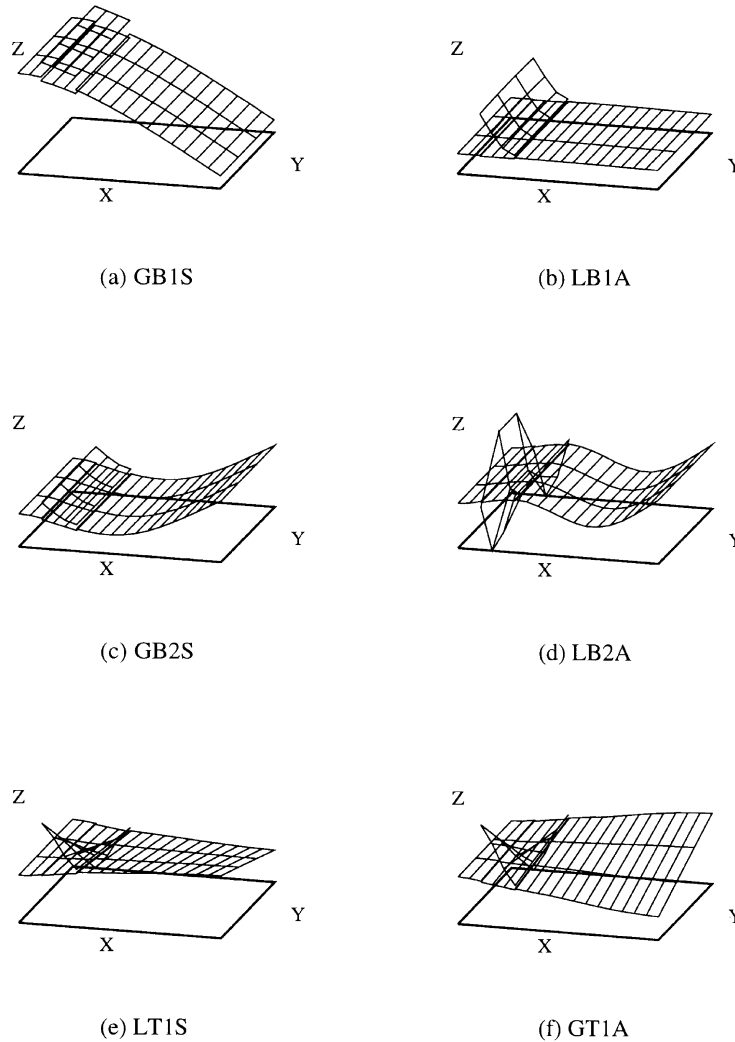 Z
Y
X
(a) GB1S
Z
Y
X
(b) LB1A
Z
Y
X
(c) GB2S
Z
Y
X
(d) LB2A
Z
Y
X
(e) LT1S
Z
Y
X
(f) GT1A